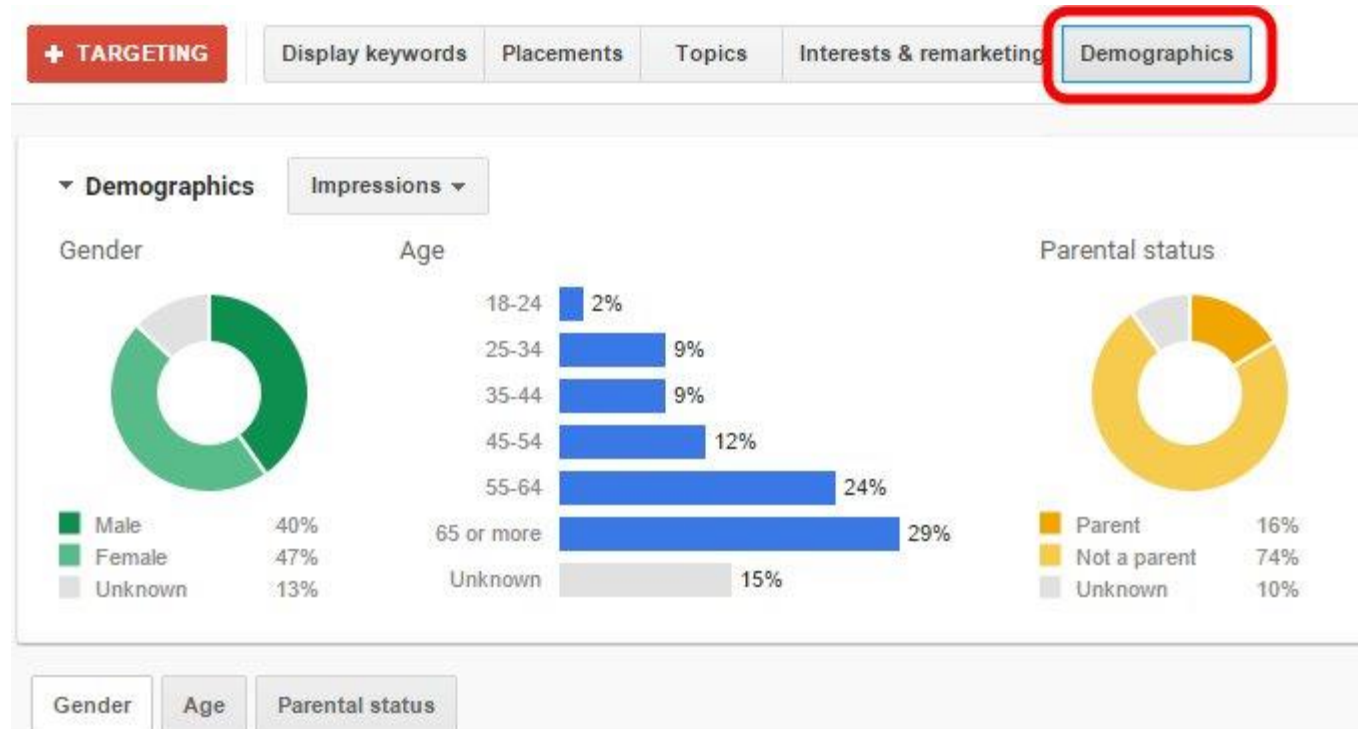 + TARGETING Display keywords Placements Topics Interests & remarketing Demographics
Demographics Impressions
Gender Age Parental status
18-24 2%
25-34 9%
35-44 9%
45-54 12%
55-64 24%
65 or more 29%
Unknown 15%
Male 40%
Female 47%
Unknown 13%
Parent 16%
Not a parent 74%
Unknown 10%
Gender Age Parental status